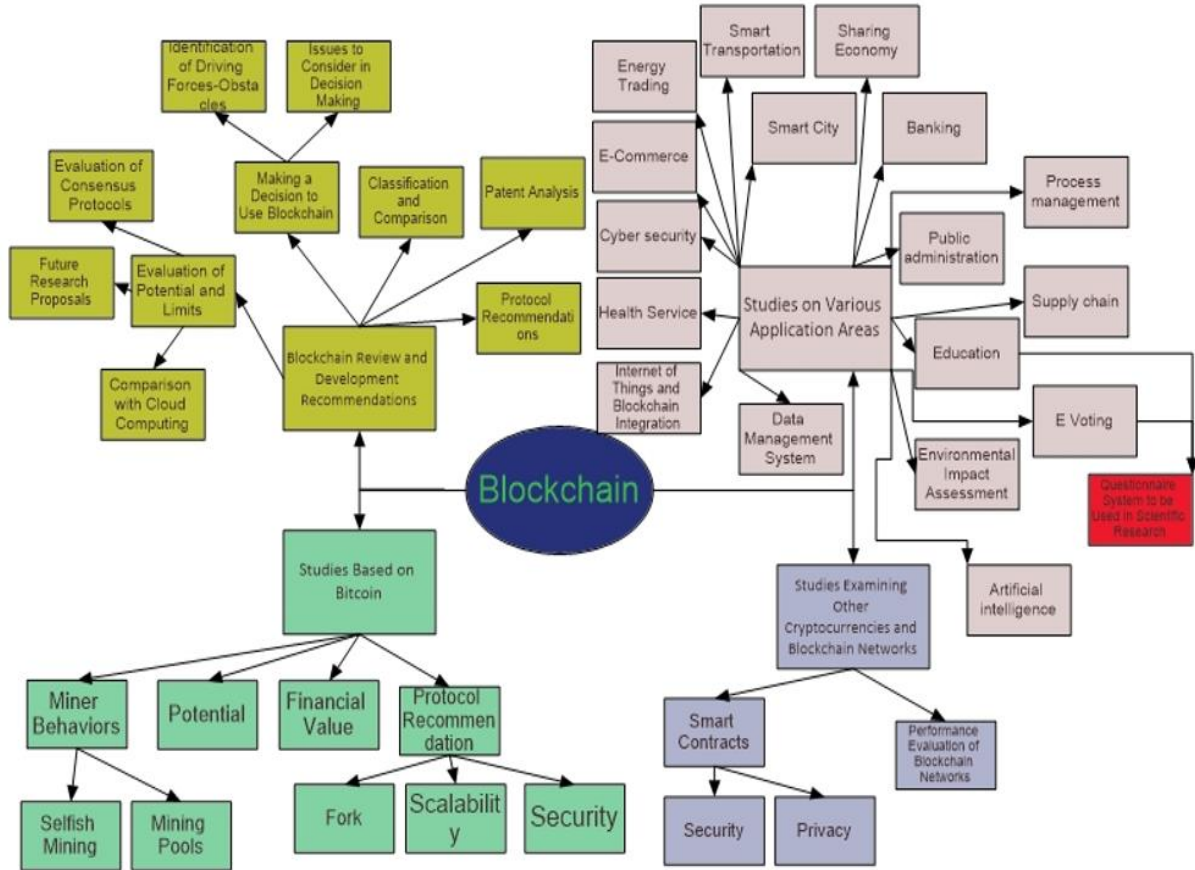 Identification
of Driving
Forces-Obsta
cles
Issues to
Consider in
Decision
Making
Evaluation of
Consensus
Protocols
Making a
Decision to
Use Blockchain
Classification
and
Comparison
Patent Analysis
Future
Research
Proposals
Evaluation of
Potential and
Limits
Protocol
Recommendati
ons
Comparison
with Cloud
Computing
Blockchain Review and
Development
Recommendations
Smart
Transportation
Sharing
Economy
Energy
Trading
Smart City
Banking
E-Commerce
Process
management
Cyber security
Public
administration
Health Service
Studies on Various
Application Areas
Supply chain
Education
Internet of
Things and
Blockchain
Integration
Data
Management
System
E Voting
Environmental
Impact
Assessment
Questionnaire
System to be
Used in Scientific
Research
Artificial
intelligence
Blockchain
Studies Based on
Bitcoin
Miner
Behaviors
Potential
Financial
Value
Protocol
Recommen
dation
Selfish
Mining
Mining
Pools
Fork
Scalabilit
y
Security
Studies Examining
Other
Cryptocurrencies and
Blockchain Networks
Smart
Contracts
Performance
Evaluation of
Blockchain
Networks
Security
Privacy